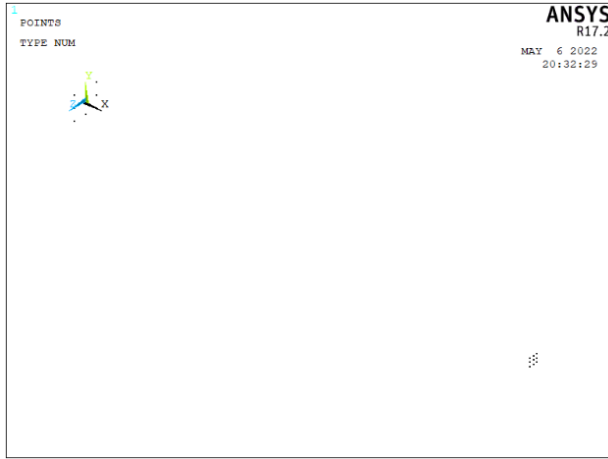 1
POINTS
TYPE NUM
ANSYS
R17.2
MAY 6 2022
20:32:29
Y
Z
X